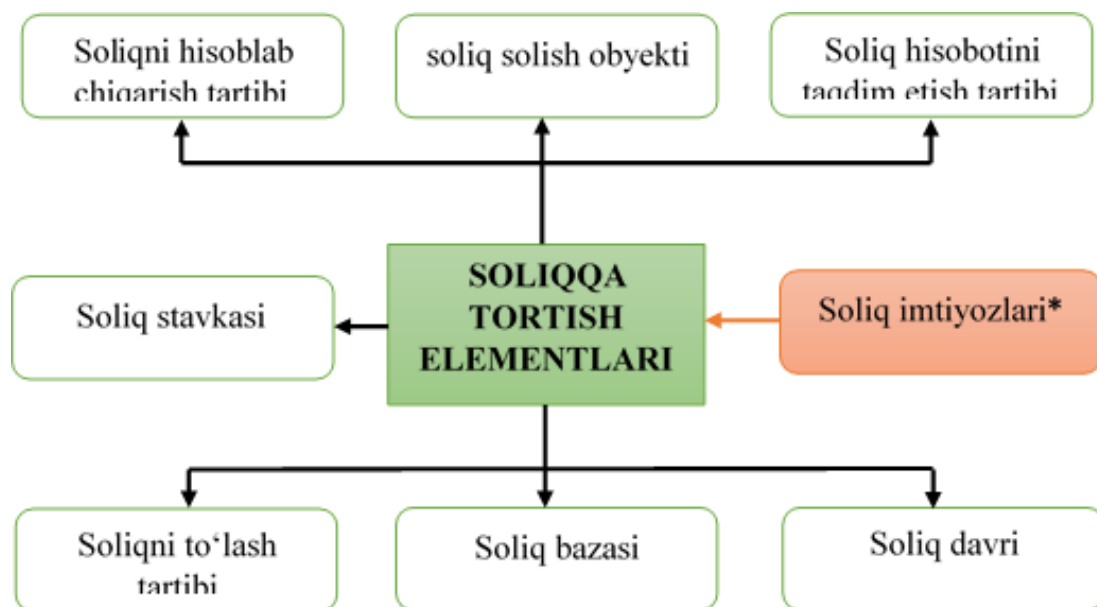 Soliqni hisoblab
chiqarish tartibi
soliq solish obyekti
Soliq hisobotini
taqdim etish tartibi
Soliq stavkasi
SOLIQQA
TORTISH
ELEMENTLARI
Soliq imtiyozlari*
Soliqni to‘lash
tartibi
Soliq bazasi
Soliq davri